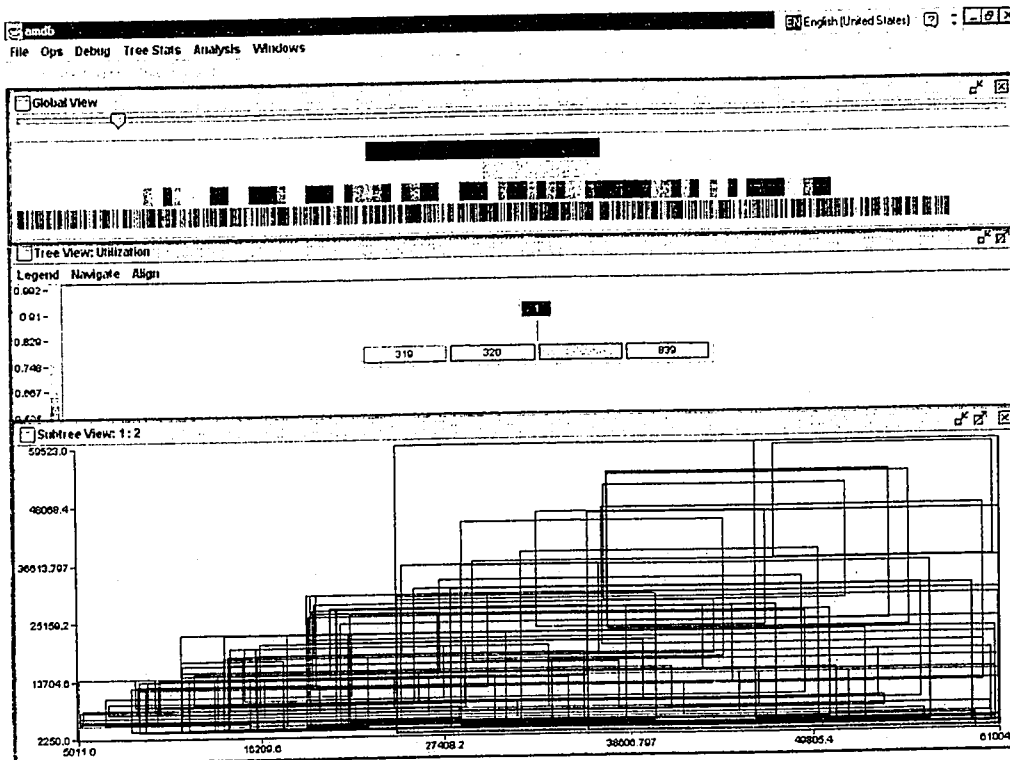 amdb
EN English (United States)
File Ops Debug Tree Stats Analysis Windows
Global View
Tree View: Utilization
Legend Navigate Align
0.992
0.91
0.829
0.748
0.667
1
319 320 839
Subtree View: 1 : 2
59523.0
48068.4
36613.797
25159.2
13704.6
2250.0
5011.0 16209.6 27408.2 38606.797 49805.4 61004